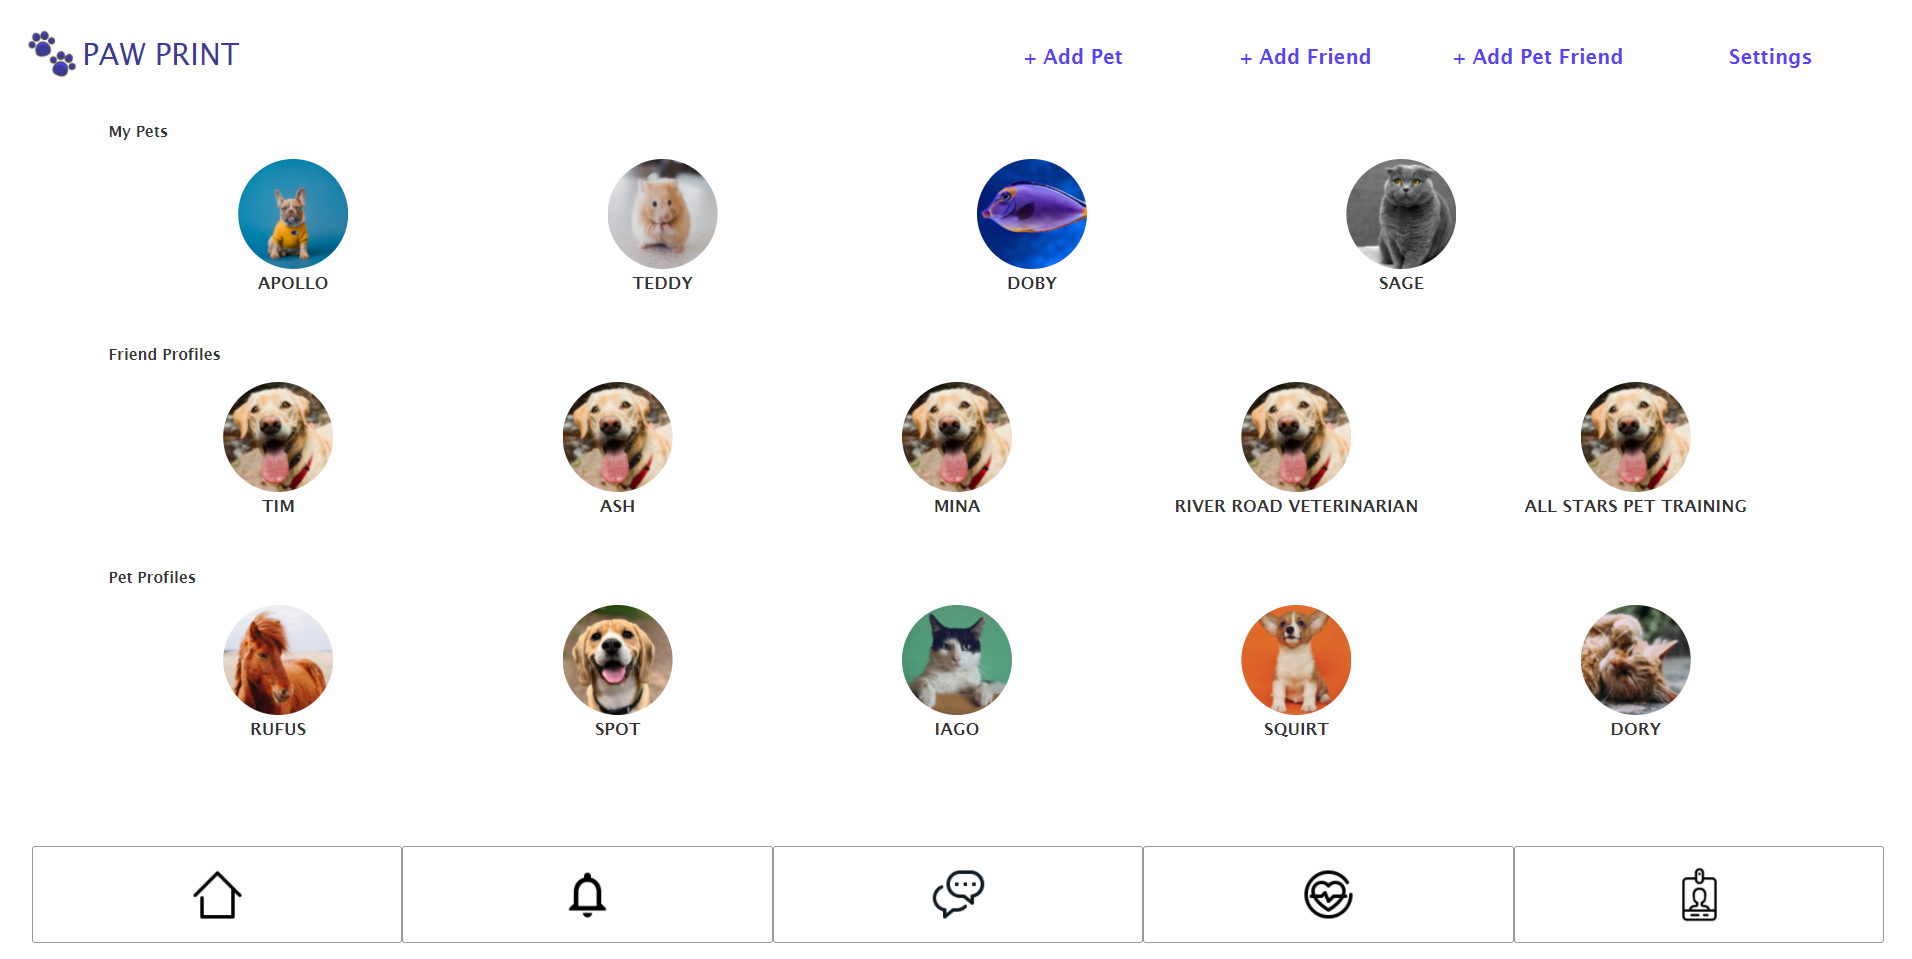 PAW PRINT
+ Add Pet
+ Add Friend
+ Add Pet Friend
Settings
My Pets
APOLLO
TEDDY
DOBY
SAGE
Friend Profiles
TIM
ASH
MINA
RIVER ROAD VETERINARIAN
ALL STARS PET TRAINING
Pet Profiles
RUFUS
SPOT
IAGO
SQUIRT
DORY